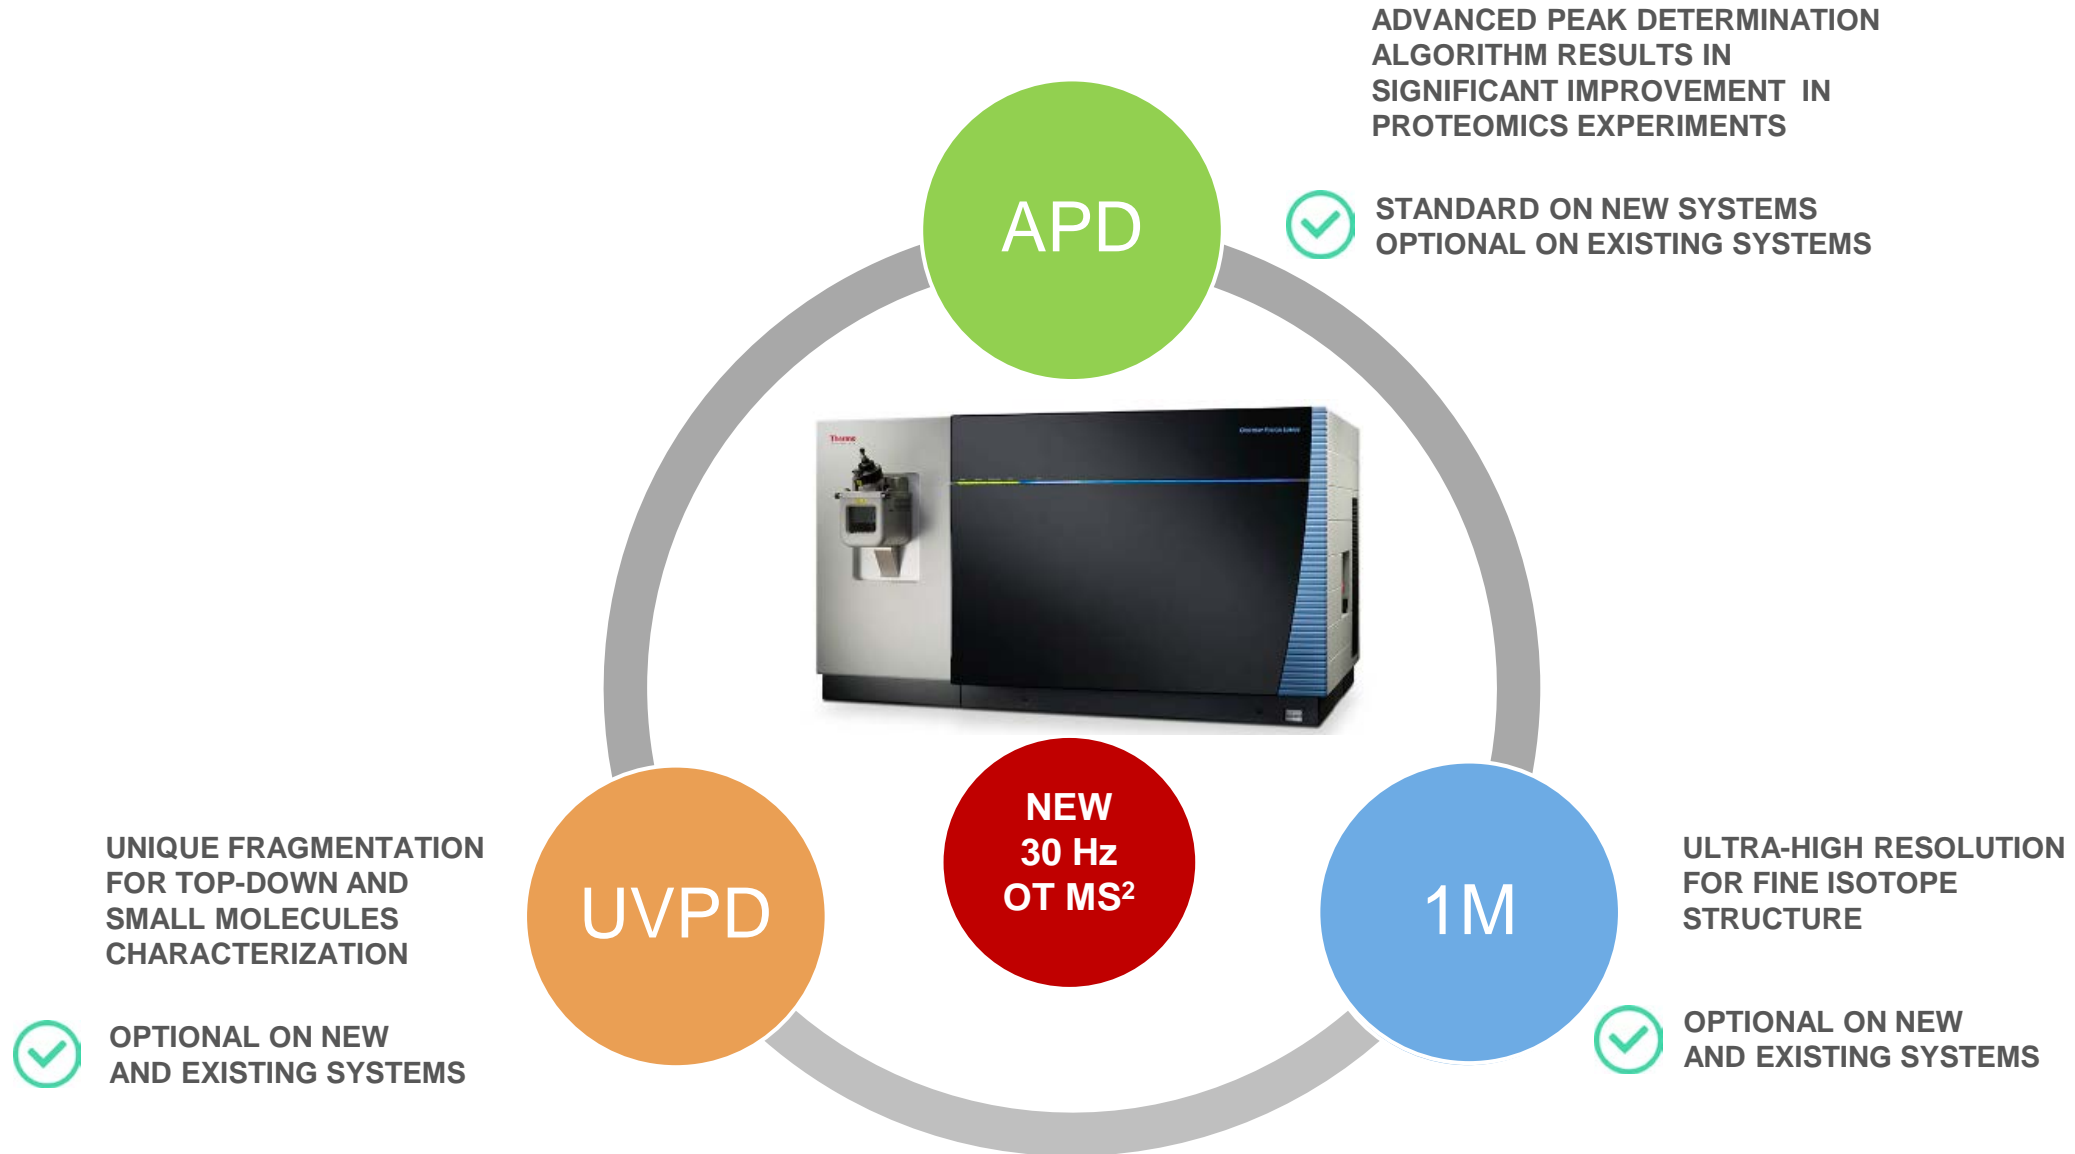 ADVANCED PEAK DETERMINATION
ALGORITHM RESULTS IN
SIGNIFICANT IMPROVEMENT IN
PROTEOMICS EXPERIMENTS
APD
STANDARD ON NEW SYSTEMS
OPTIONAL ON EXISTING SYSTEMS
Thermo
NEW
30 Hz
OT MS²
UNIQUE FRAGMENTATION
FOR TOP-DOWN AND
SMALL MOLECULES
CHARACTERIZATION
UVPD
OPTIONAL ON NEW
AND EXISTING SYSTEMS
1M
ULTRA-HIGH RESOLUTION
FOR FINE ISOTOPE
STRUCTURE
OPTIONAL ON NEW
AND EXISTING SYSTEMS